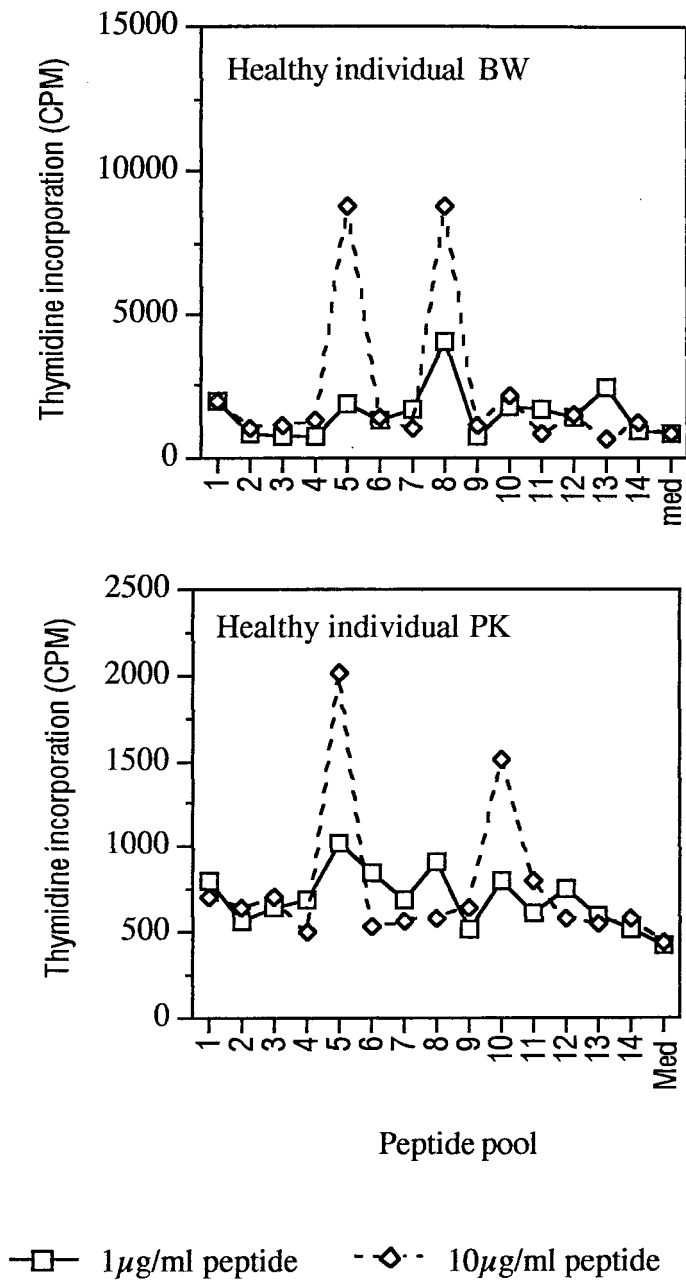 15000
Healthy individual BW
10000
5000
0
Thymidine incorporation (CPM)
1 2 3 4 5 6 7 8 9 10 11 12 13 14 med
2500
Healthy individual PK
2000
1500
1000
500
0
Thymidine incorporation (CPM)
1 2 3 4 5 6 7 8 9 10 11 12 13 14 Med
Peptide pool
1µg/ml peptide 10µg/ml peptide